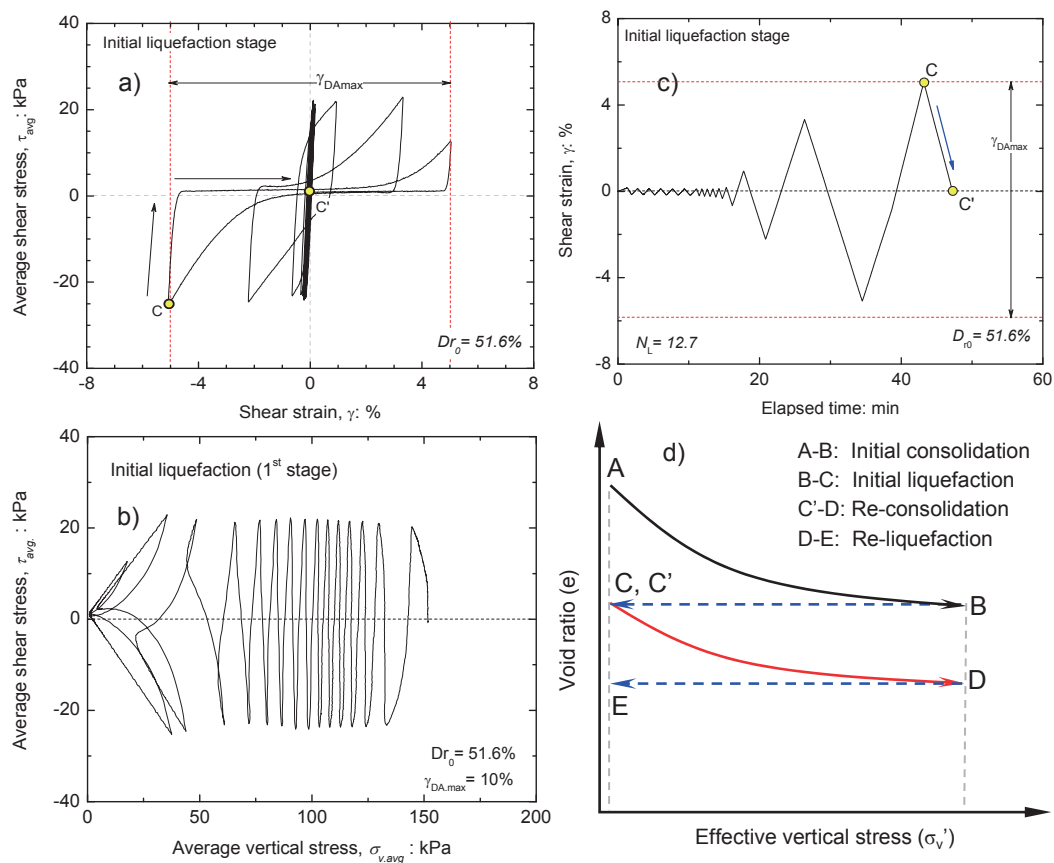 Initial liquefaction stage
a)
γDAmax
C'
C
Dr0= 51.6%
40
20
0
-20
-40
-8
-4
0
4
8
Average shear stress, τavg: kPa
Shear strain, γ: %
Initial liquefaction stage
c)
C
γDAmax
C'
NL= 12.7
Dr0= 51.6%
8
4
0
-4
-8
0
20
40
60
Shear strain, γ: %
Elapsed time: min
Initial liquefaction (1st stage)
b)
Dr0= 51.6%
γDA.max= 10%
40
20
0
-20
-40
0
50
100
150
200
Average shear stress, τavg. : kPa
Average vertical stress, σv,avg : kPa
d)
A-B: Initial consolidation
B-C: Initial liquefaction
C'-D: Re-consolidation
D-E: Re-liquefaction
A
C, C'
B
D
E
Void ratio (e)
Effective vertical stress (σv')